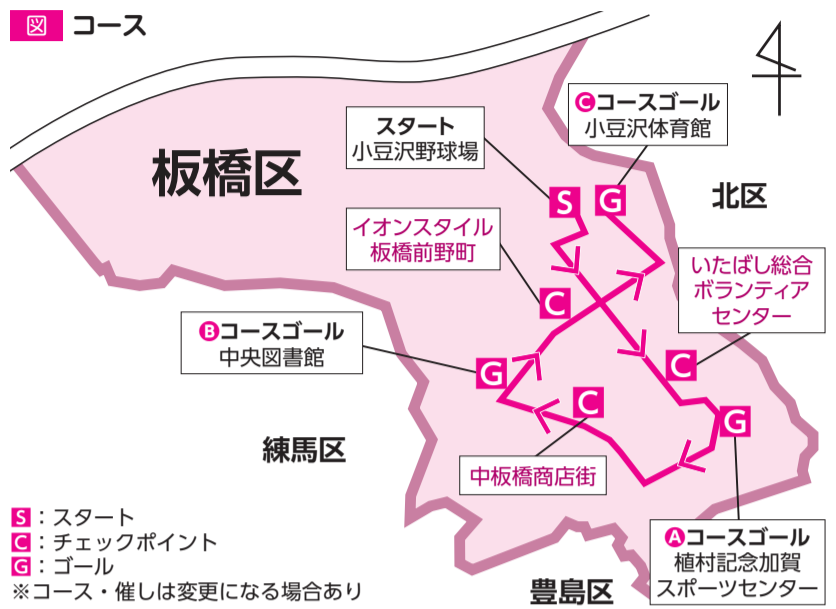 図 コース
板橋区
スタート
小豆沢野球場
Ⓒコースゴール
小豆沢体育館
北区
S
G
イオンスタイル
板橋前野町
C
いたばし総合
ボランティア
センター
Ⓑコースゴール
中央図書館
G
C
C
G
練馬区
中板橋商店街
S：スタート
C：チェックポイント
G：ゴール
※コース・催しは変更になる場合あり
豊島区
Ⓐコースゴール
植村記念加賀
スポーツセンター